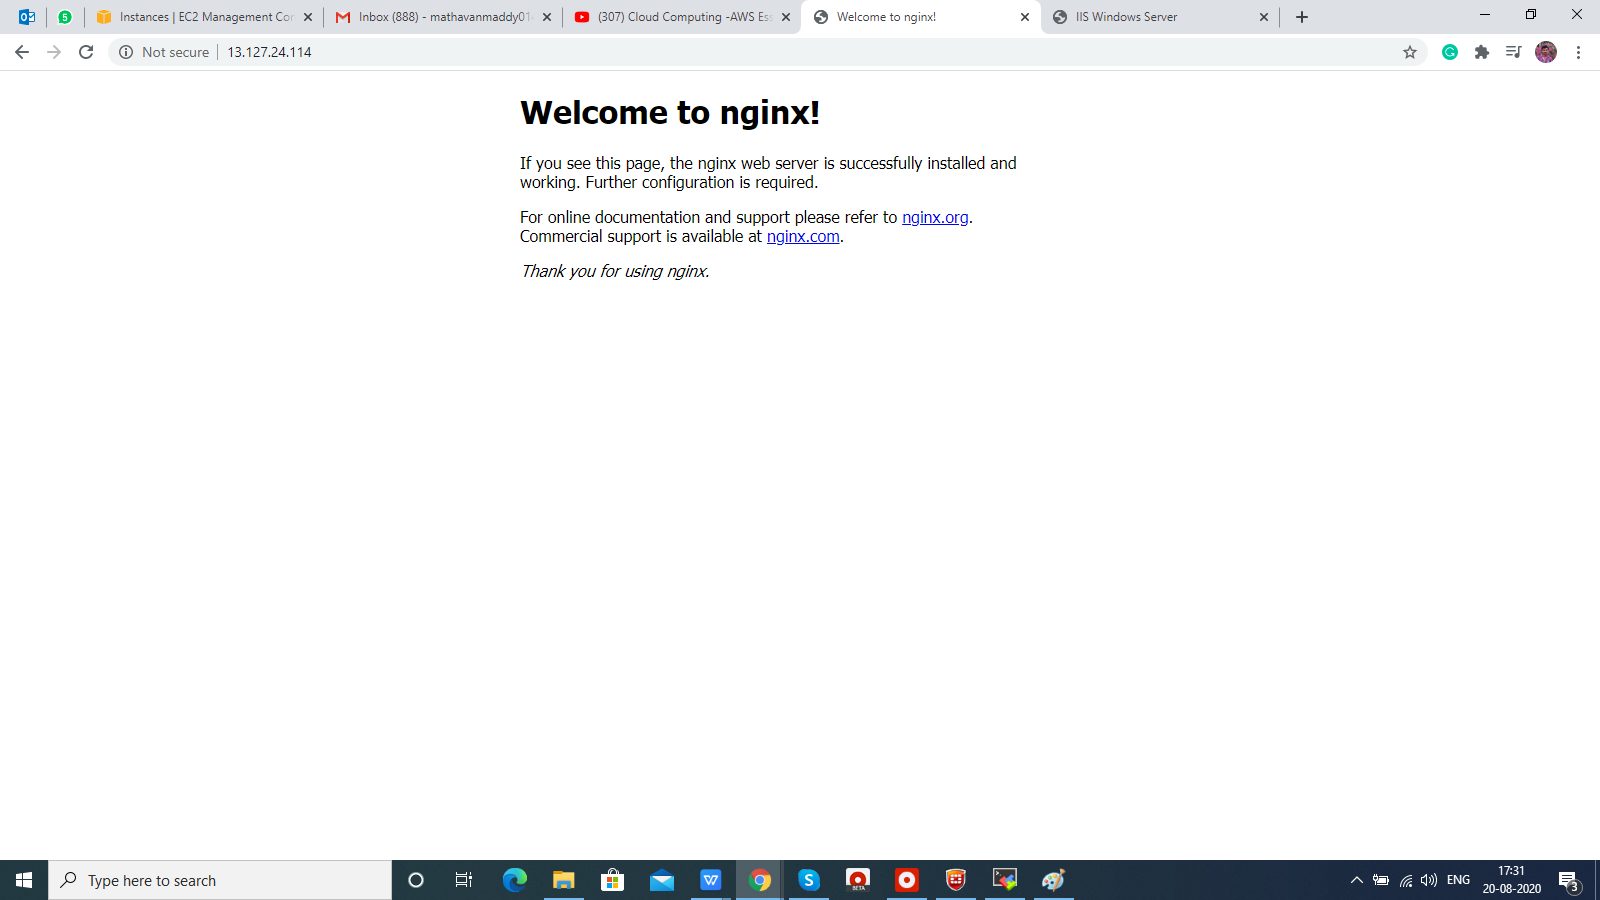 Instances | EC2 Management Con
Inbox (888) - mathavanmaddy01
(307) Cloud Computing -AWS Ess
Welcome to nginx!
IIS Windows Server
Not secure
13.127.24.114
Welcome to nginx!
If you see this page, the nginx web server is successfully installed and
working. Further configuration is required.
For online documentation and support please refer to nginx.org.
Commercial support is available at nginx.com.
Thank you for using nginx.
Type here to search
BETA
ENG
17:31
20-08-2020
3